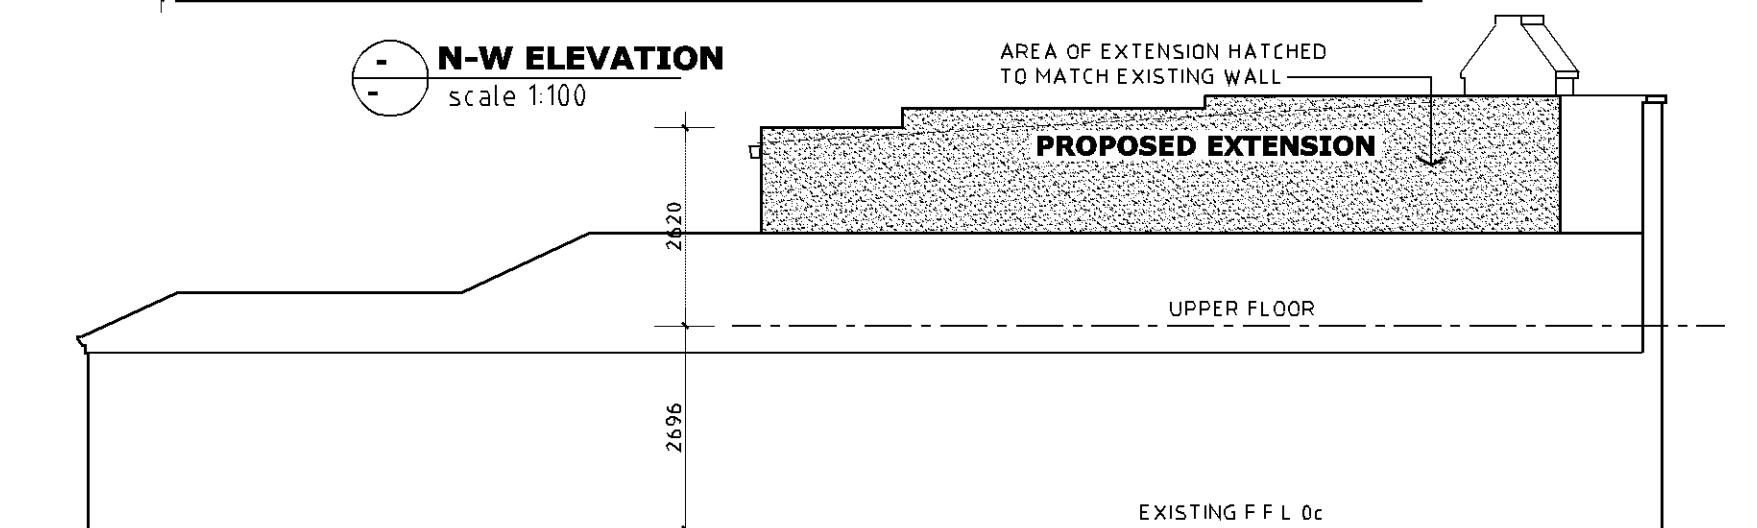 N-W ELEVATION
scale 1:100
AREA OF EXTENSION HATCHED
TO MATCH EXISTING WALL
PROPOSED EXTENSION
2620
UPPER FLOOR
2696
EXISTING F F L 0c